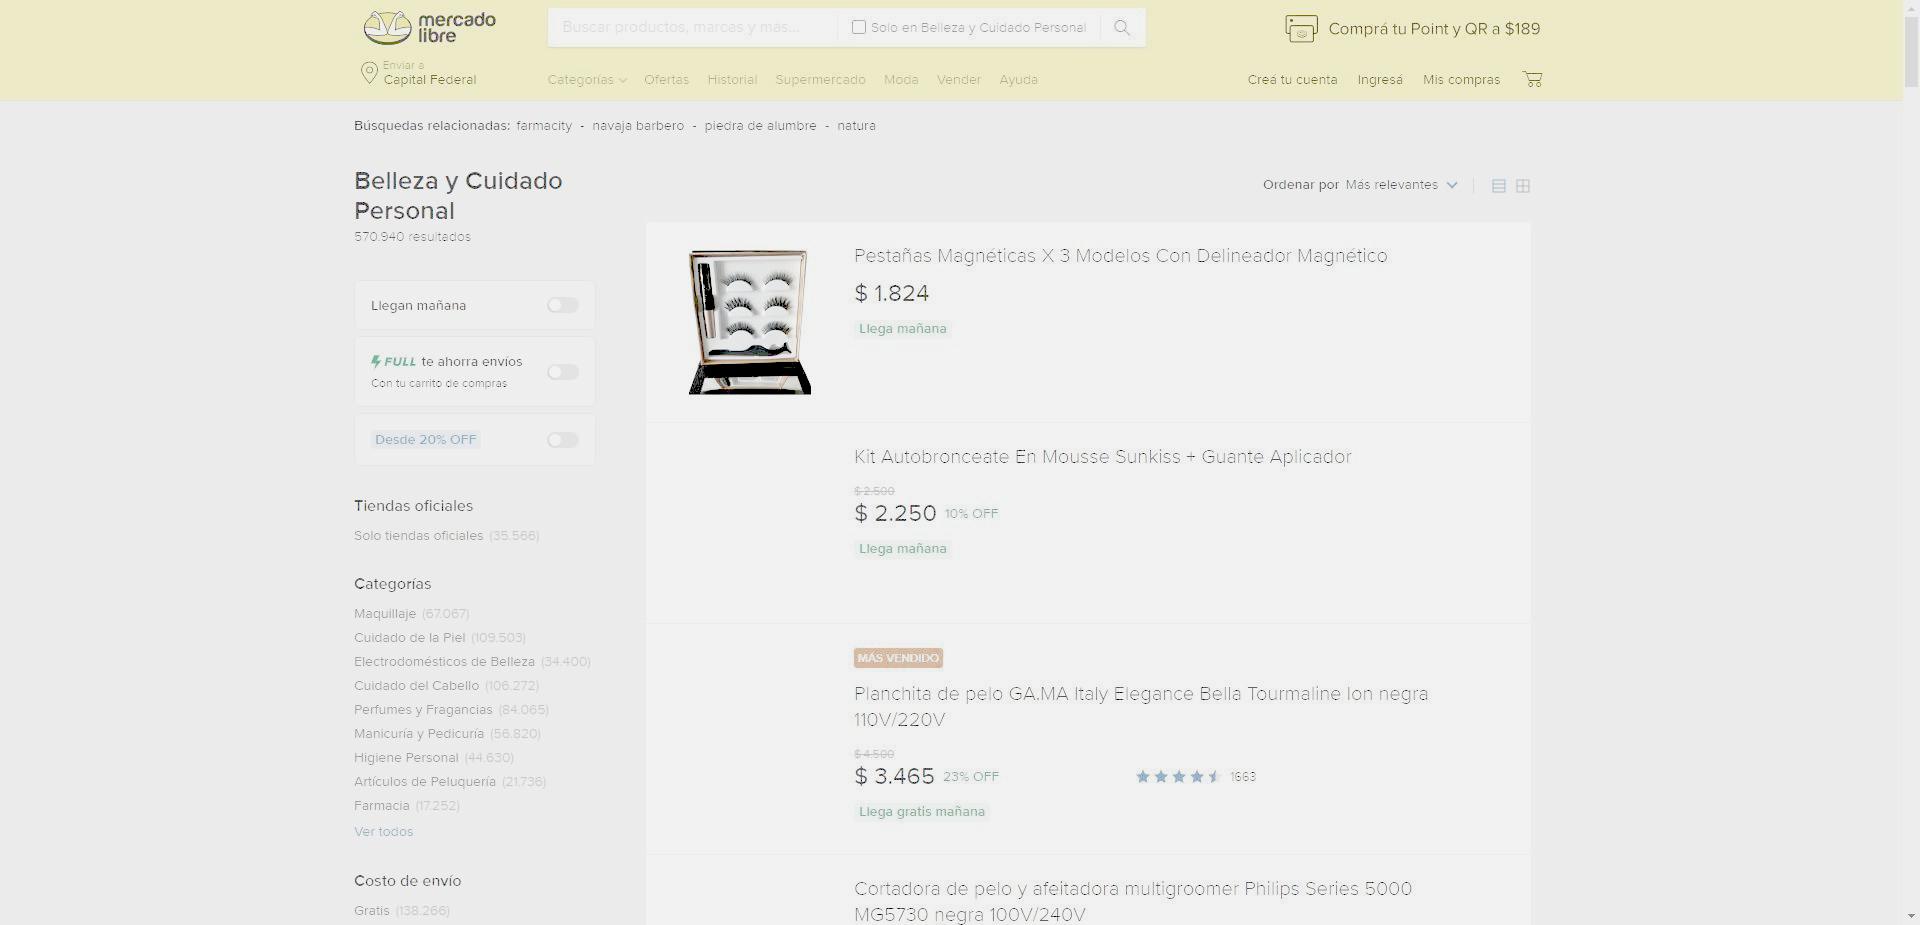 mercado libre
Buscar productos, marcas y más...
Solo en Belleza y Cuidado Personal
Comprá tu Point y QR a $189
Enviar a
Capital Federal
Categorías Ofertas Historial Supermercado Moda Vender Ayuda
Creá tu cuenta Ingresá Mis compras
Búsquedas relacionadas: farmacity - navaja barbero - piedra de alumbre - natura
Belleza y Cuidado
Personal
570.940 resultados
Ordenar por Más relevantes
Llegan mañana
FULL te ahorra envíos
Con tu carrito de compras
Desde 20% OFF
Tiendas oficiales
Solo tiendas oficiales (35.566)
Categorías
Maquillaje (67.067)
Cuidado de la Piel (109.503)
Electrodomésticos de Belleza (34.400)
Cuidado del Cabello (106.272)
Perfumes y Fragancias (84.065)
Manicuría y Pedicuría (56.820)
Higiene Personal (44.630)
Artículos de Peluquería (21.736)
Farmacia (17.252)
Ver todos
Costo de envío
Gratis (138.266)
Pestañas Magnéticas X 3 Modelos Con Delineador Magnético
$ 1.824
Llega mañana
Kit Autobronceate En Mousse Sunkiss + Guante Aplicador
$ 2.500
$ 2.250 10% OFF
Llega mañana
MÁS VENDIDO
Planchita de pelo GA.MA Italy Elegance Bella Tourmaline Ion negra
110V/220V
$ 4.500
$ 3.465 23% OFF
1663
Llega gratis mañana
Cortadora de pelo y afeitadora multigroomer Philips Series 5000
MG5730 negra 100V/240V